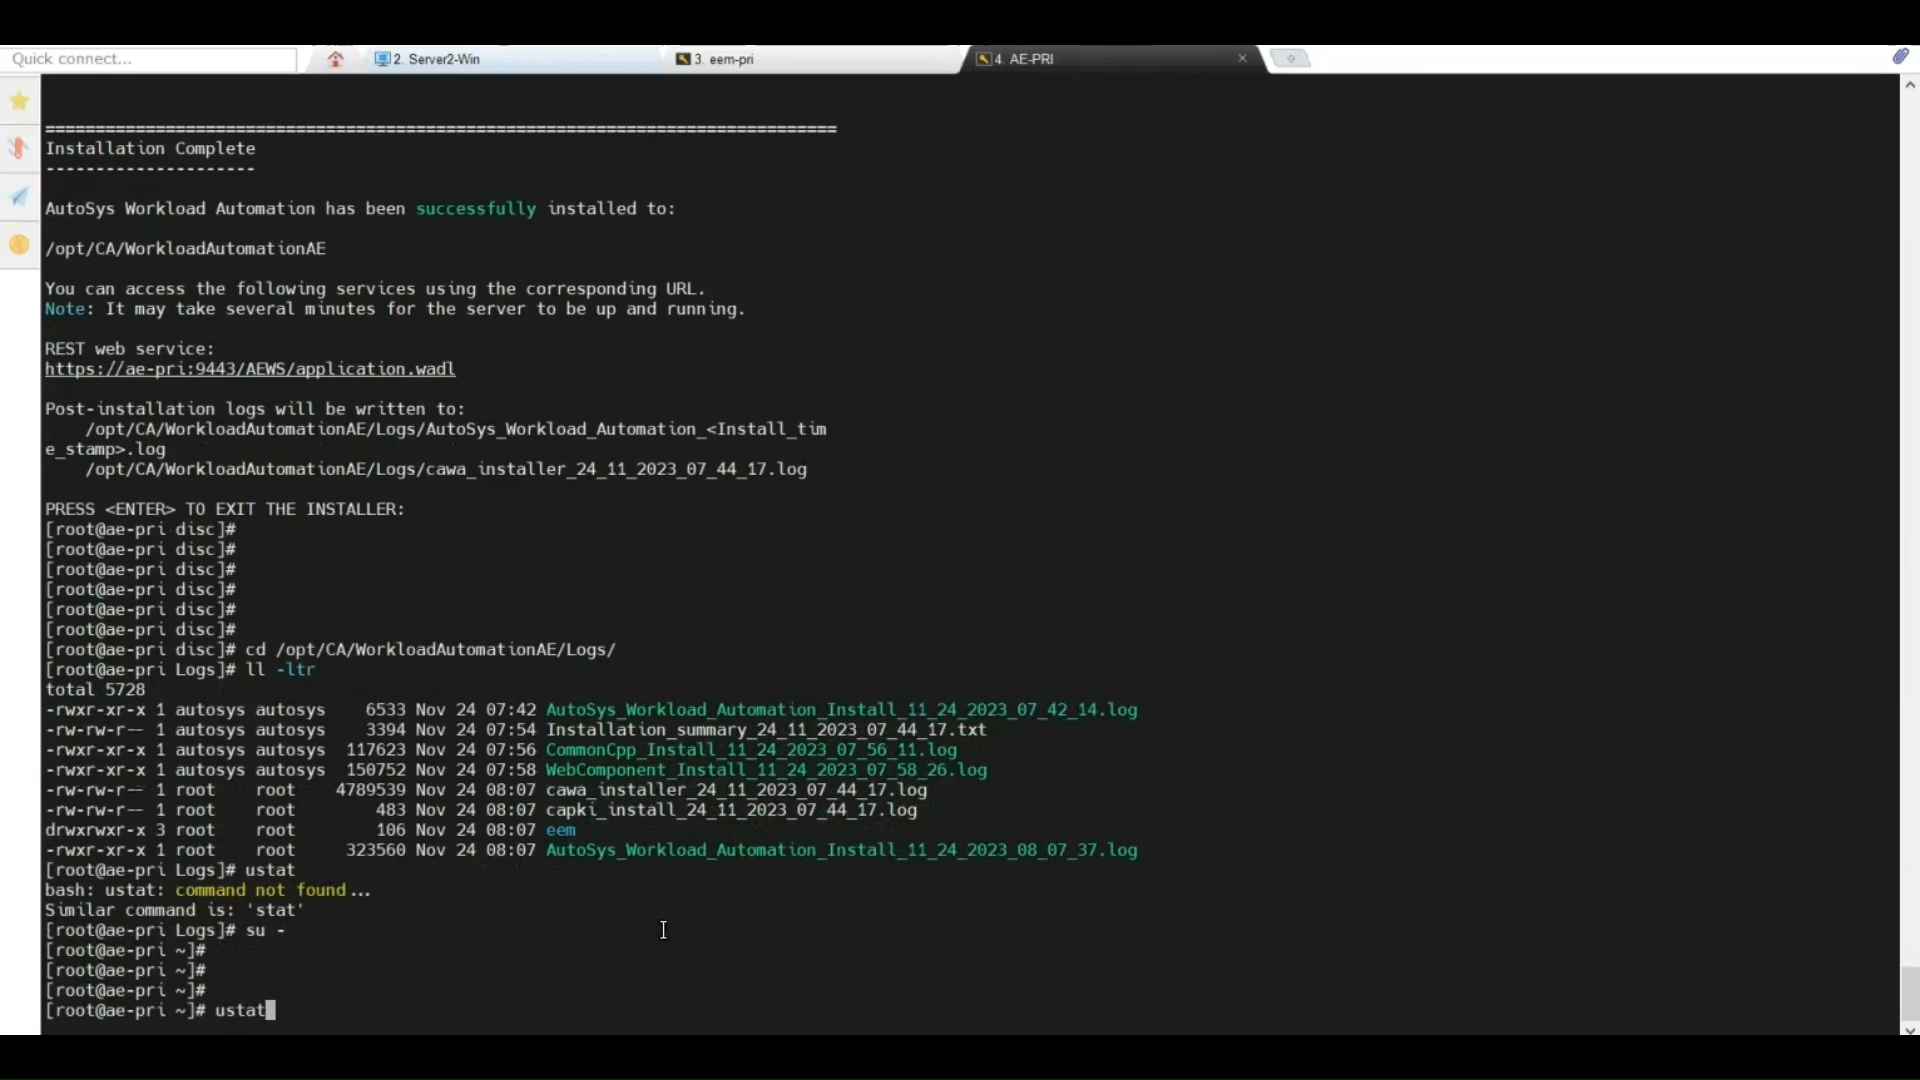 Quick connect...
2. Server2-Win
3. eem-pri
4. AE-PRI
===============================================================================
Installation Complete
---------------------
AutoSys Workload Automation has been successfully installed to:
/opt/CA/WorkloadAutomationAE
You can access the following services using the corresponding URL.
Note: It may take several minutes for the server to be up and running.
REST web service:
https://ae-pri:9443/AEWS/application.wadl
Post-installation logs will be written to:
/opt/CA/WorkloadAutomationAE/Logs/AutoSys_Workload_Automation_<Install_tim
e_stamp>.log
/opt/CA/WorkloadAutomationAE/Logs/cawa_installer_24_11_2023_07_44_17.log
PRESS <ENTER> TO EXIT THE INSTALLER:
[root@ae-pri disc]#
[root@ae-pri disc]#
[root@ae-pri disc]#
[root@ae-pri disc]#
[root@ae-pri disc]#
[root@ae-pri disc]#
[root@ae-pri disc]# cd /opt/CA/WorkloadAutomationAE/Logs/
[root@ae-pri Logs]# ll -ltr
total 5728
-rwxr-xr-x 1 autosys autosys 6533 Nov 24 07:42 AutoSys_Workload_Automation_Install_11_24_2023_07_42_14.log
-rw-rw-r-- 1 autosys autosys 3394 Nov 24 07:54 Installation_summary_24_11_2023_07_44_17.txt
-rwxr-xr-x 1 autosys autosys 117623 Nov 24 07:56 CommonCpp_Install_11_24_2023_07_56_11.log
-rwxr-xr-x 1 autosys autosys 150752 Nov 24 07:58 WebComponent_Install_11_24_2023_07_58_26.log
-rw-rw-r-- 1 root root 4789539 Nov 24 08:07 cawa_installer_24_11_2023_07_44_17.log
-rw-rw-r-- 1 root root 483 Nov 24 08:07 capki_install_24_11_2023_07_44_17.log
drwxrwxr-x 3 root root 106 Nov 24 08:07 eem
-rwxr-xr-x 1 root root 323560 Nov 24 08:07 AutoSys_Workload_Automation_Install_11_24_2023_08_07_37.log
[root@ae-pri Logs]# ustat
bash: ustat: command not found...
Similar command is: 'stat'
[root@ae-pri Logs]# su -
[root@ae-pri ~]#
[root@ae-pri ~]#
[root@ae-pri ~]#
[root@ae-pri ~]# ustat